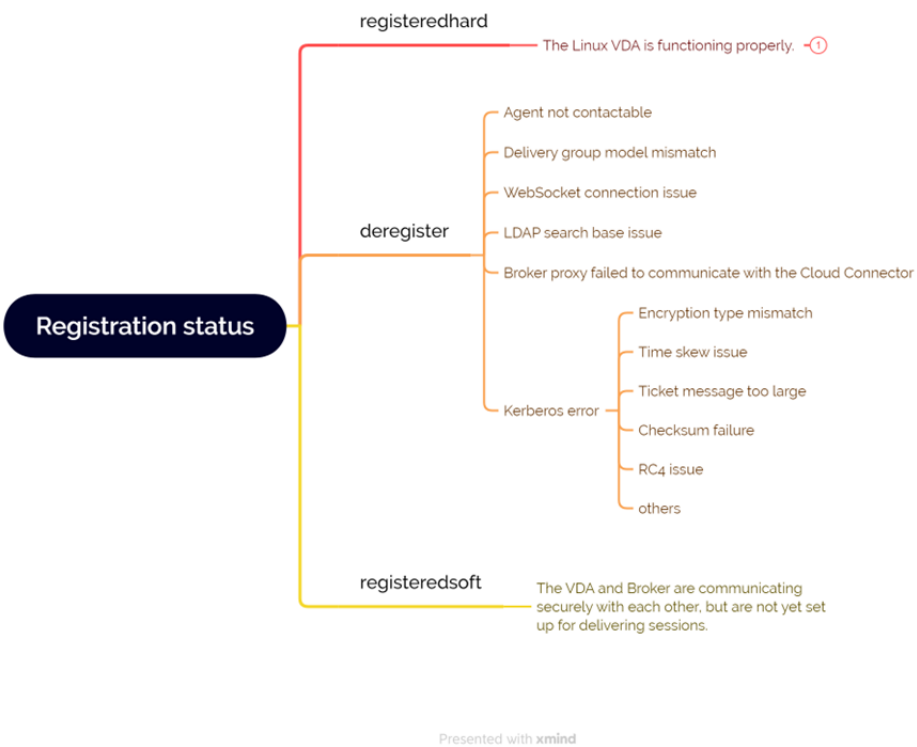 registeredhard
The Linux VDA is functioning properly.
1
Agent not contactable
Delivery group model mismatch
WebSocket connection issue
deregister
LDAP search base issue
Broker proxy failed to communicate with the Cloud Connector
Registration status
Encryption type mismatch
Time skew issue
Ticket message too large
Kerberos error
Checksum failure
RC4 issue
others
registeredsoft
The VDA and Broker are communicating
securely with each other, but are not yet set
up for delivering sessions.
Presented with xmind